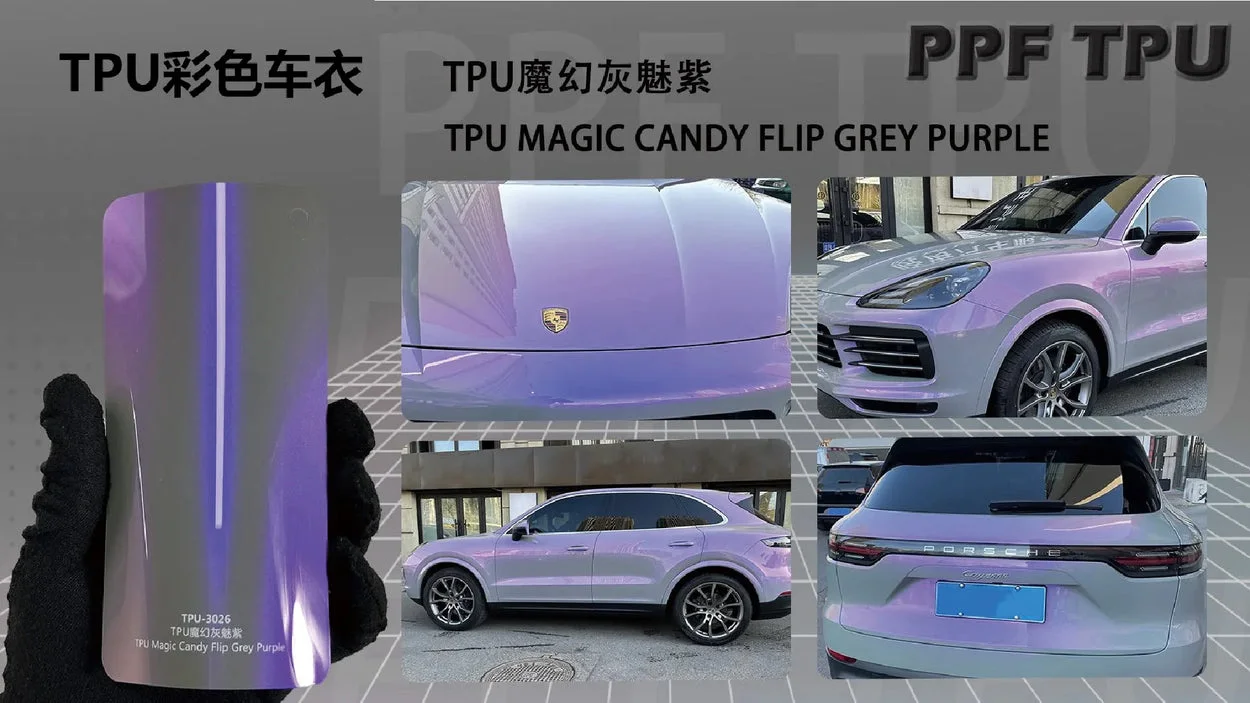 TPU彩色车衣
TPU魔幻灰魅紫
TPU MAGIC CANDY FLIP GREY PURPLE
PPF TPU
PPF TPU
TPU-3026
TPU魔幻灰魅紫
TPU Magic Candy Flip Grey Purple
PORSCHE